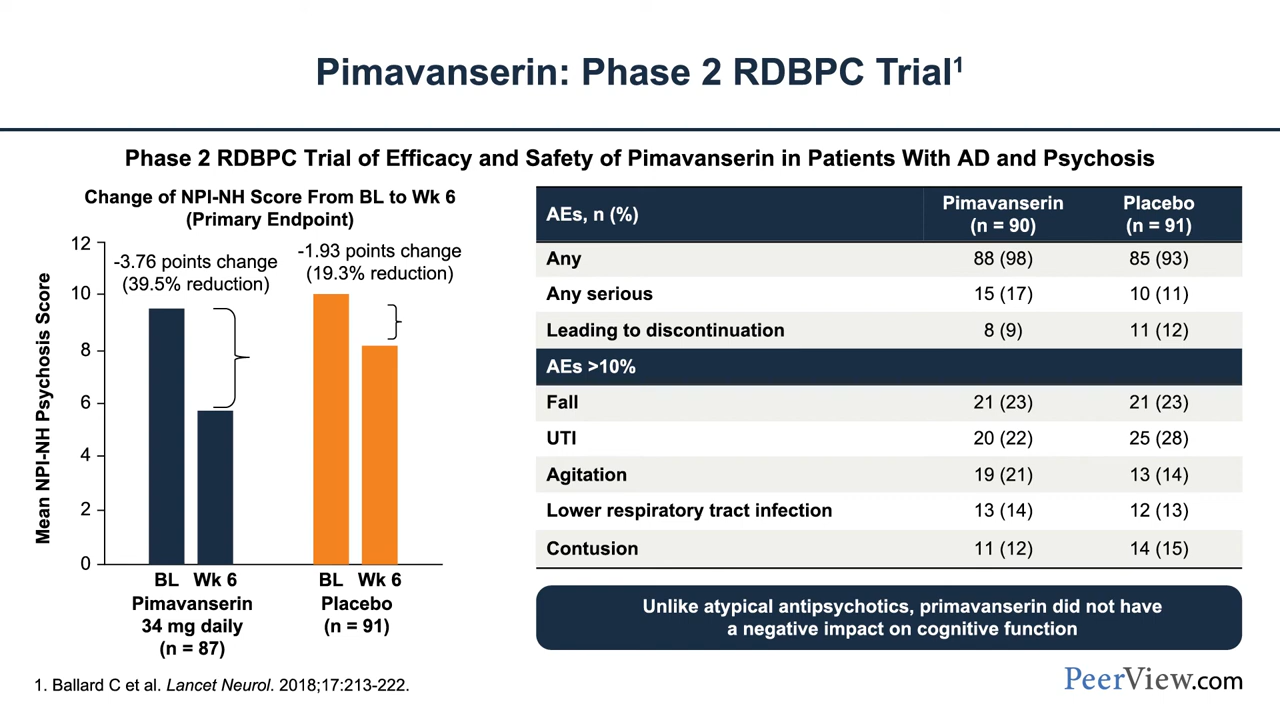 Pimavanserin: Phase 2 RDBPC Trial1
Phase 2 RDBPC Trial of Efficacy and Safety of Pimavanserin in Patients With AD and Psychosis
Change of NPI-NH Score From BL to Wk 6
(Primary Endpoint)
Mean NPI-NH Psychosis Score
12
10
8
6
4
2
0
-3.76 points change
(39.5% reduction)
-1.93 points change
(19.3% reduction)
BL Wk 6
Pimavanserin
34 mg daily
(n = 87)
BL Wk 6
Placebo
(n = 91)
AEs, n (%) Pimavanserin (n = 90) Placebo (n = 91)
Any 88 (98) 85 (93)
Any serious 15 (17) 10 (11)
Leading to discontinuation 8 (9) 11 (12)
AEs >10%
Fall 21 (23) 21 (23)
UTI 20 (22) 25 (28)
Agitation 19 (21) 13 (14)
Lower respiratory tract infection 13 (14) 12 (13)
Contusion 11 (12) 14 (15)
Unlike atypical antipsychotics, primavanserin did not have
a negative impact on cognitive function
1. Ballard C et al. Lancet Neurol. 2018;17:213-222.
PeerView.com